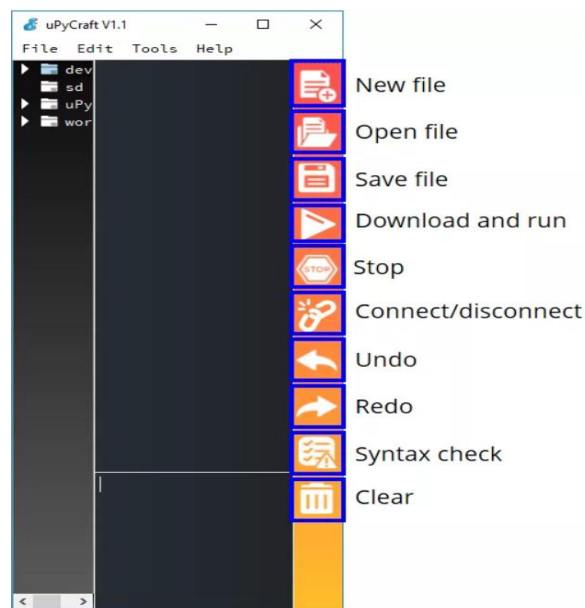 uPyCraft V1.1
File Edit Tools Help
dev
sd
uPy
wor
New file
Open file
Save file
Download and run
STOP
Stop
Connect/disconnect
Undo
Redo
Syntax check
Clear